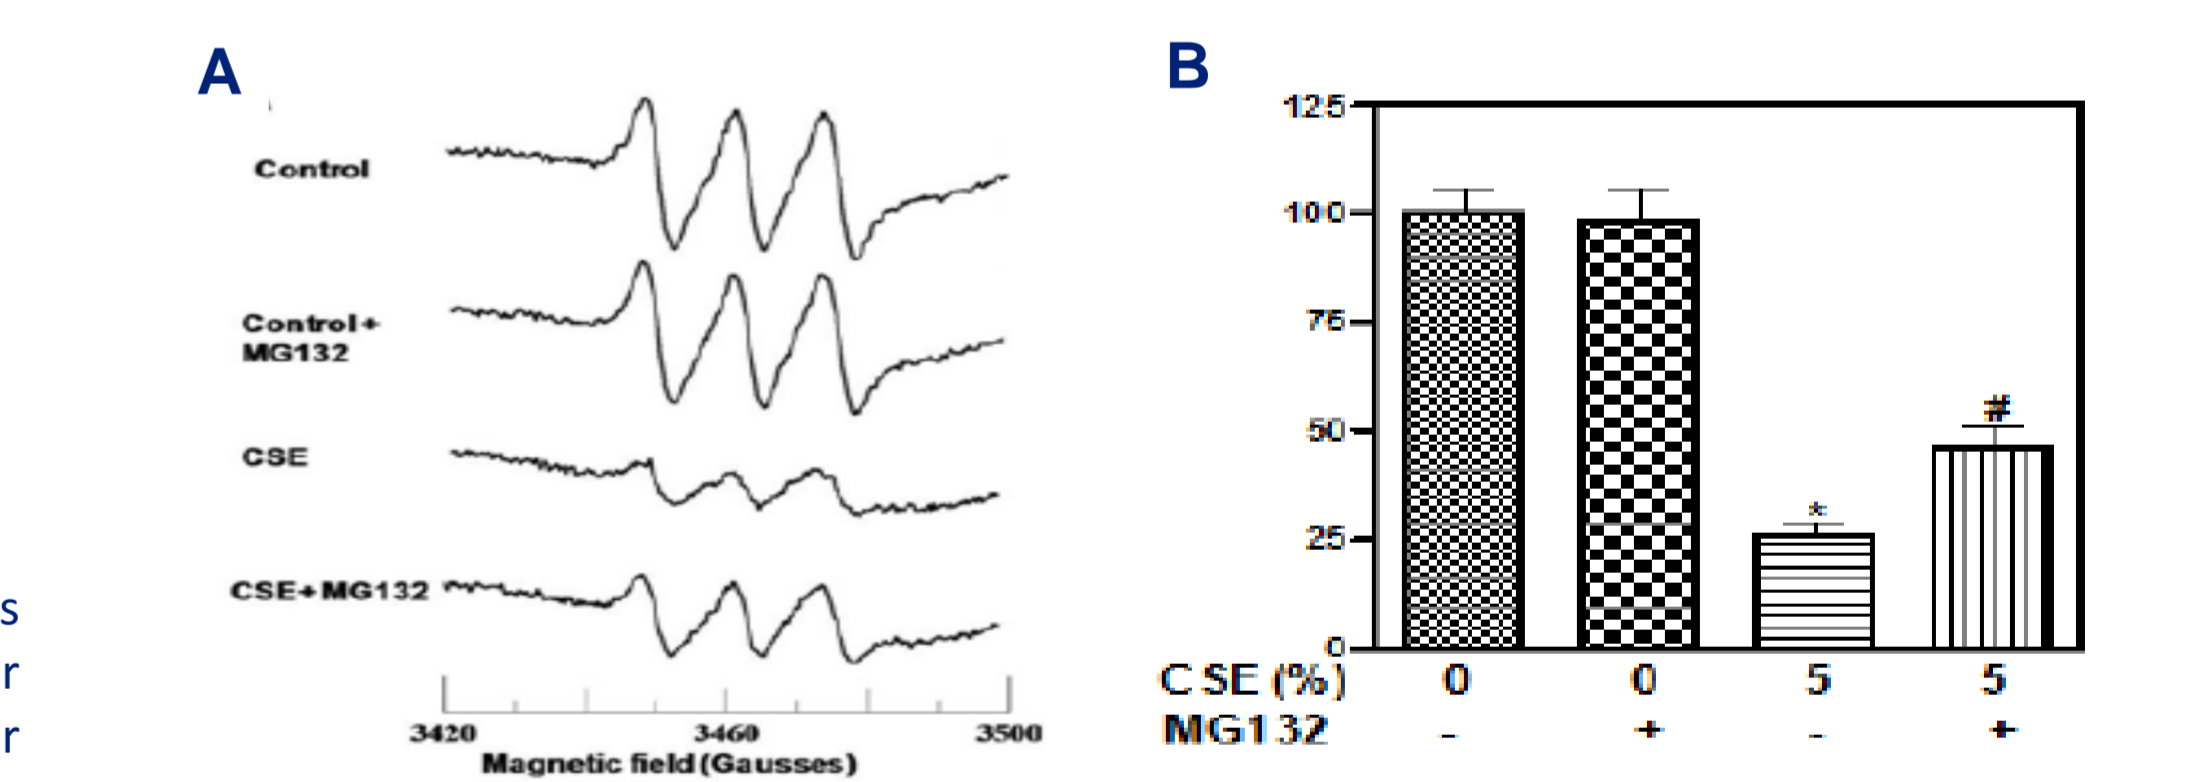 A
Control
Control+
MG132
CSE
CSE+MG132
3420 3460 3500
Magnetic field (Gausses)
B
125
100
75
50
25
0
*
#
CSE (%) 0 0 5 5
MG132 - + - +
s
r
r